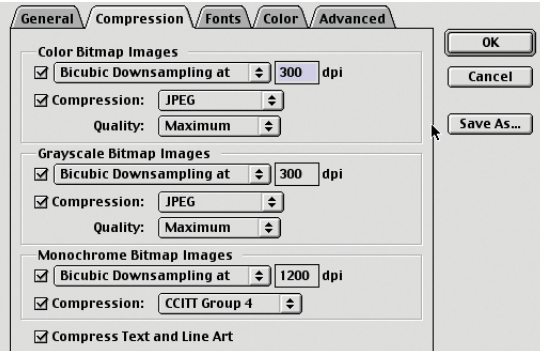 General Compression Fonts Color Advanced
OK
Cancel
Save As...
Color Bitmap Images
Bicubic Downsampling at 300 dpi
Compression: JPEG
Quality: Maximum
Grayscale Bitmap Images
Bicubic Downsampling at 300 dpi
Compression: JPEG
Quality: Maximum
Monochrome Bitmap Images
Bicubic Downsampling at 1200 dpi
Compression: CCITT Group 4
Compress Text and Line Art